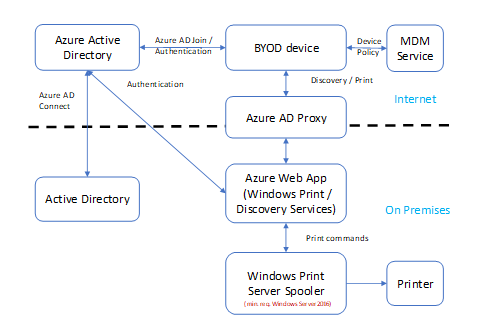 Azure Active
Directory
Azure AD Join /
Authentication
BYOD device
Device
Policy
MDM
Service
Azure AD
Connect
Authentication
Discovery / Print
Internet
Azure AD Proxy
Active Directory
Azure Web App
(Windows Print /
Discovery Services)
On Premises
Print commands
Windows Print
Server Spooler
(min. req. Windows Server2016)
Printer